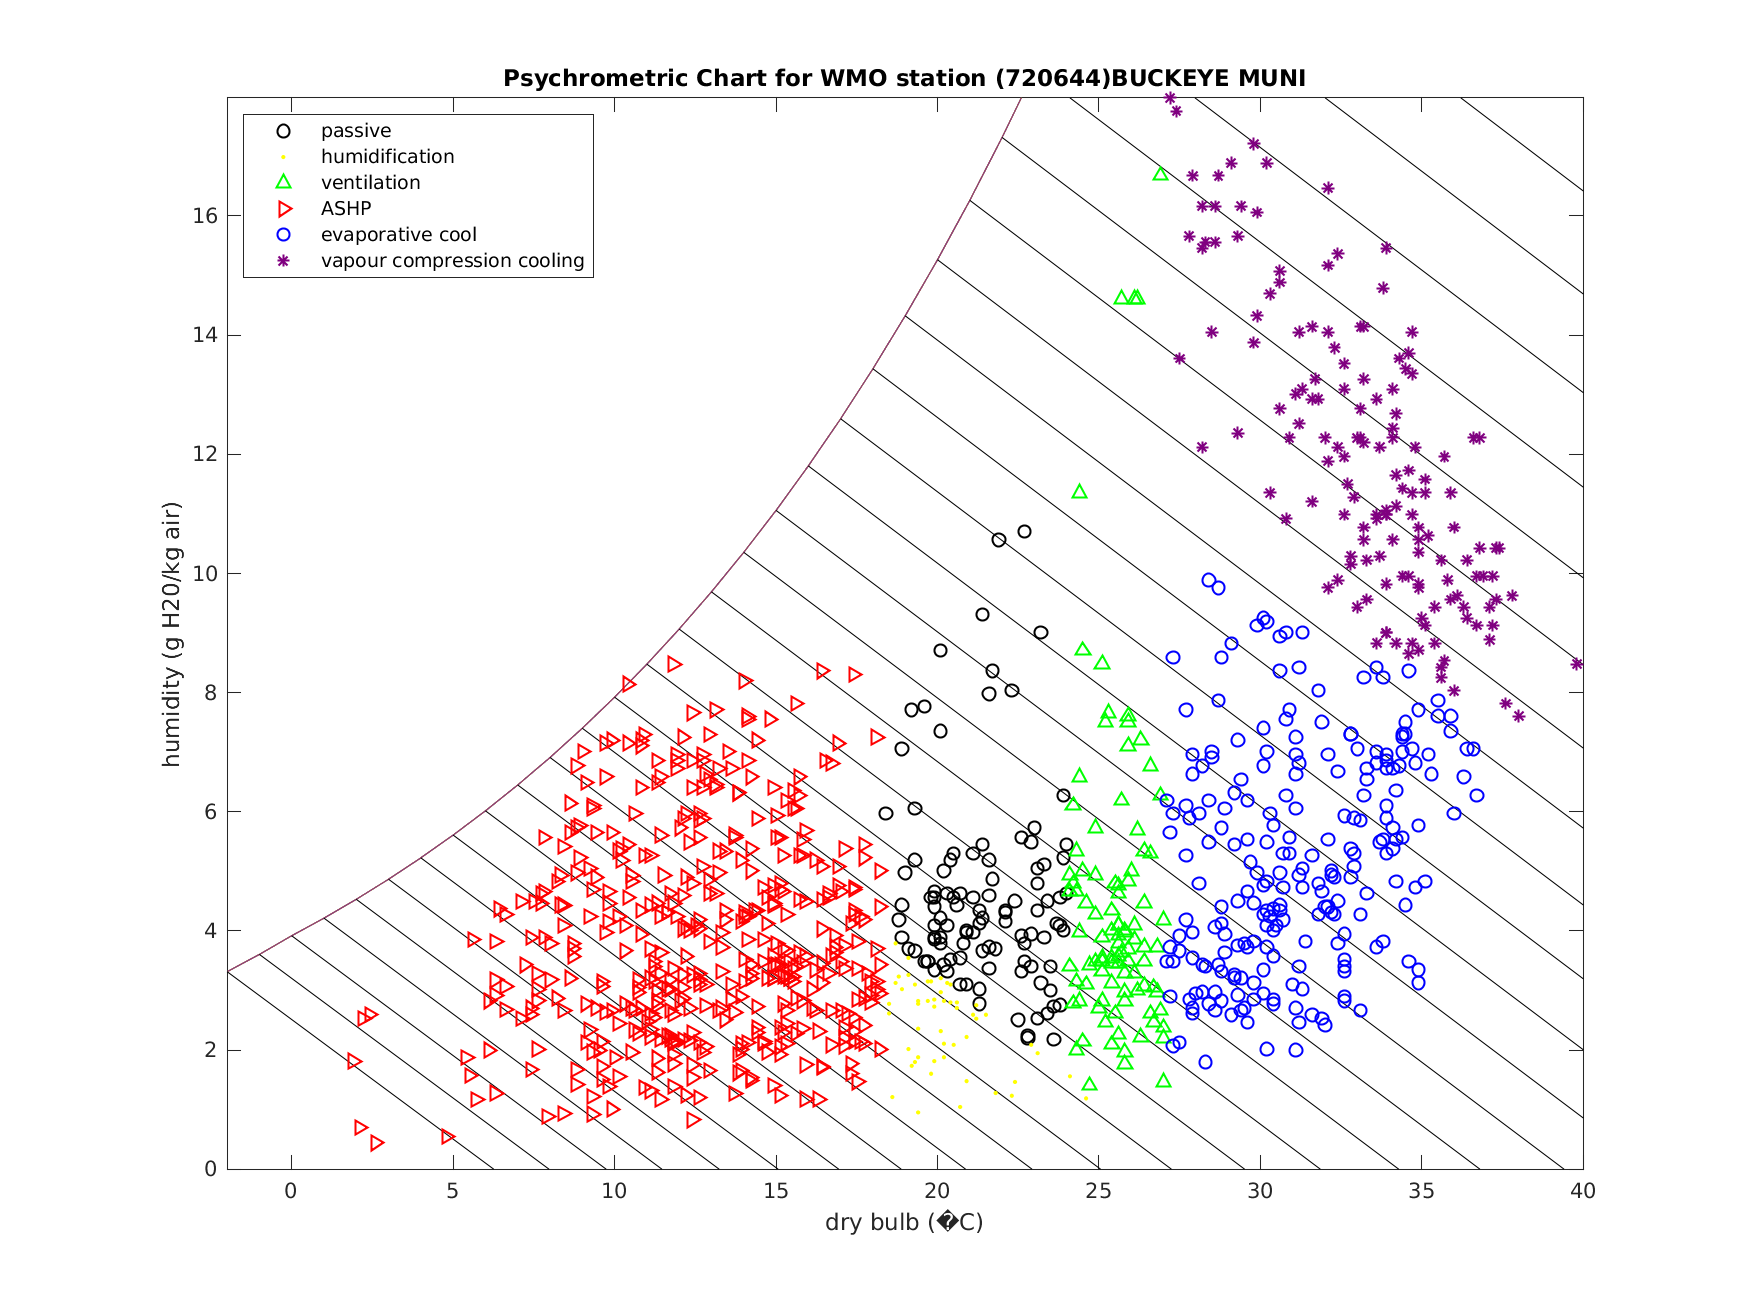 Psychrometric Chart for WMO station (720644)BUCKEYE MUNI
passive
humidification
ventilation
ASHP
evaporative cool
vapour compression cooling
humidity (g H20/kg air)
16
14
12
10
8
6
4
2
0
0 5 10 15 20 25 30 35 40
dry bulb (�C)